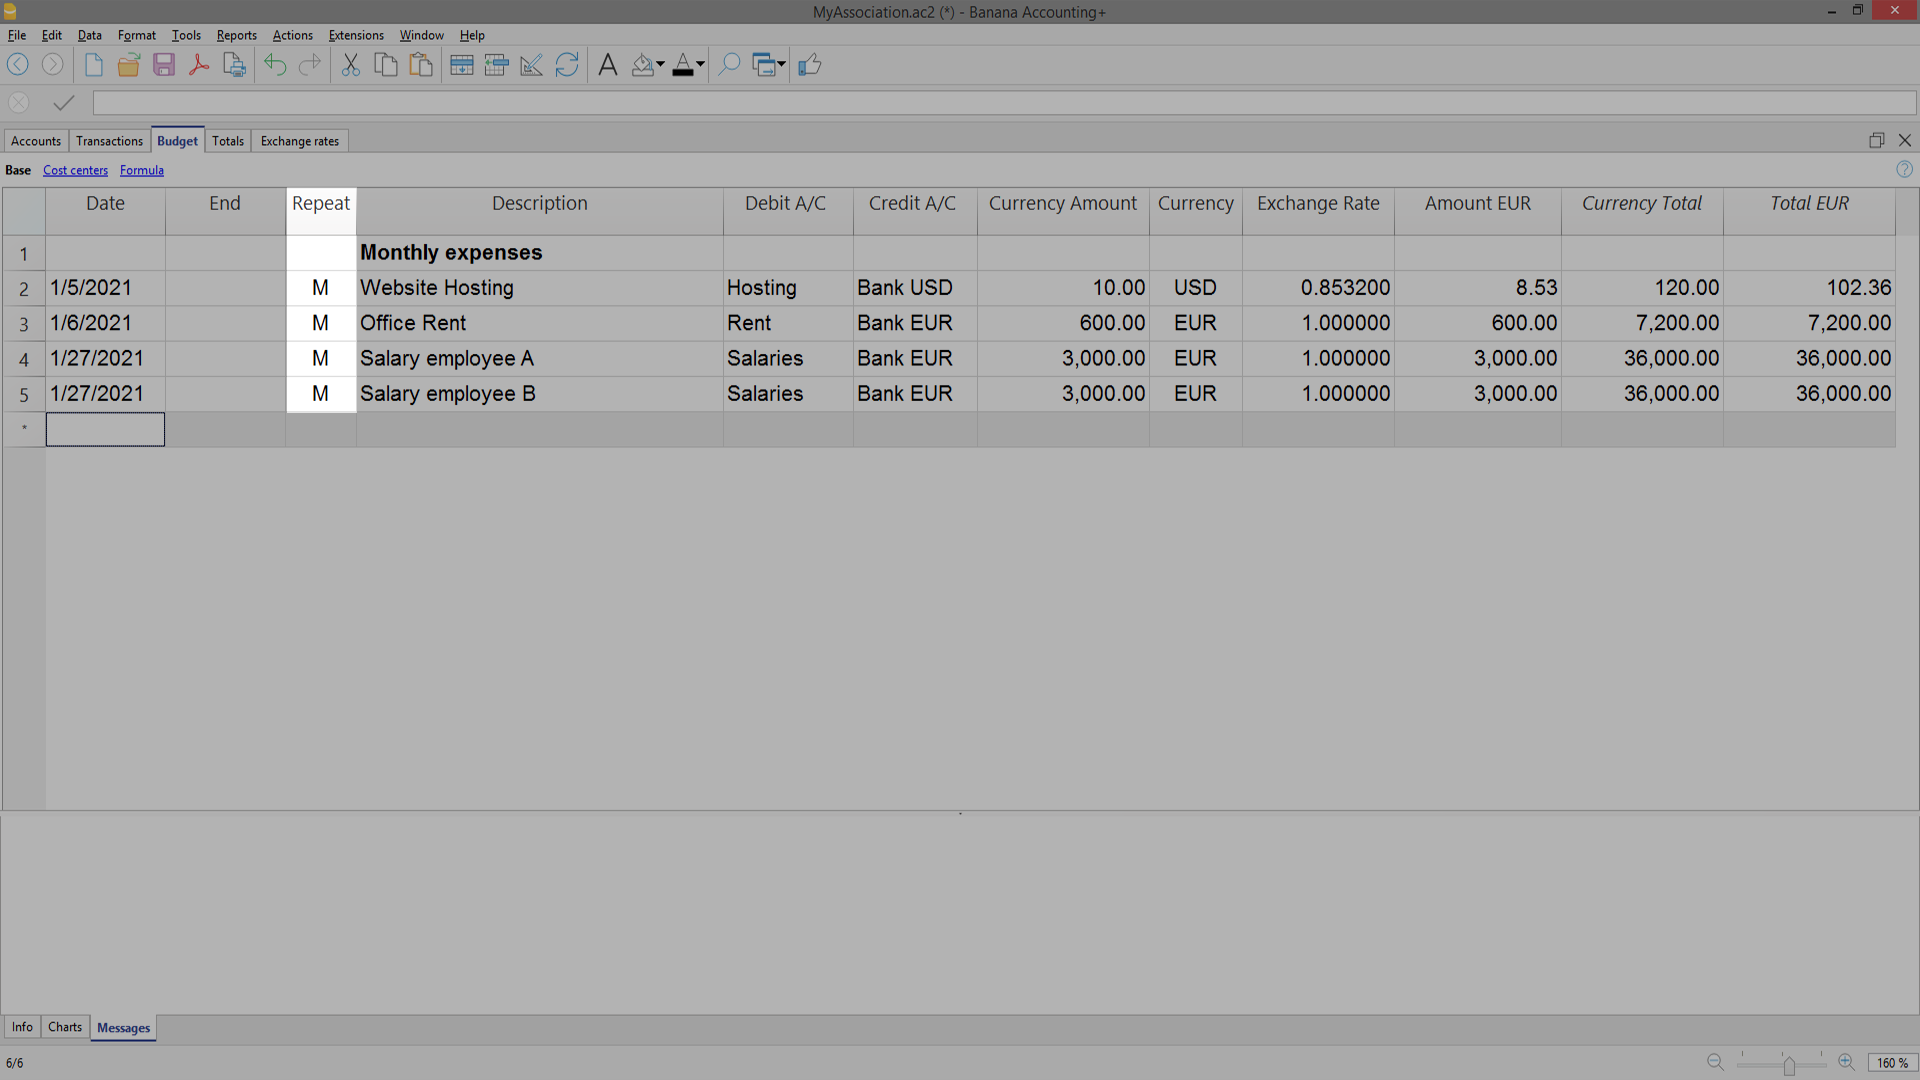 MyAssociation.ac2 (*) - Banana Accounting+
File Edit Data Format Tools Reports Actions Extensions Window Help
Accounts Transactions Budget Totals Exchange rates
Base Cost centers Formula
Date End Repeat Description Debit A/C Credit A/C Currency Amount Currency Exchange Rate Amount EUR Currency Total Total EUR
1 Monthly expenses
2 1/5/2021 M Website Hosting Hosting Bank USD 10.00 USD 0.853200 8.53 120.00 102.36
3 1/6/2021 M Office Rent Rent Bank EUR 600.00 EUR 1.000000 600.00 7,200.00 7,200.00
4 1/27/2021 M Salary employee A Salaries Bank EUR 3,000.00 EUR 1.000000 3,000.00 36,000.00 36,000.00
5 1/27/2021 M Salary employee B Salaries Bank EUR 3,000.00 EUR 1.000000 3,000.00 36,000.00 36,000.00
*
Info Charts Messages
6/6 160 %